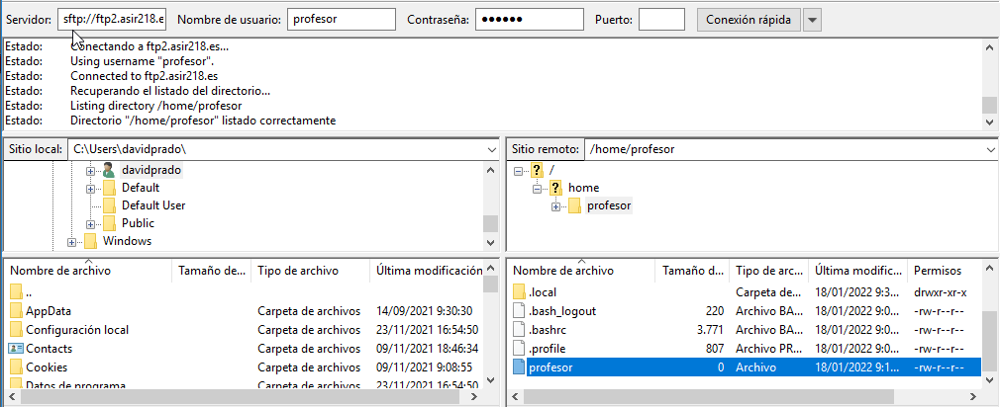 Servidor: sftp://ftp2.asir218.e Nombre de usuario: profesor Contraseña: ●●●●●● Puerto: Conexión rápida
Estado: Conectando a ftp2.asir218.es...
Estado: Using username "profesor".
Estado: Connected to ftp2.asir218.es
Estado: Recuperando el listado del directorio...
Estado: Listing directory /home/profesor
Estado: Directorio "/home/profesor" listado correctamente
Sitio local: C:\Users\davidprado\
davidprado
Default
Default User
Public
Windows
Sitio remoto: /home/profesor
/
home
profesor
Nombre de archivo Tamaño de... Tipo de archivo Última modificación
..
AppData Carpeta de archivos 14/09/2021 9:30:30
Configuración local Carpeta de archivos 23/11/2021 16:54:50
Contacts Carpeta de archivos 09/11/2021 18:46:34
Cookies Carpeta de archivos 09/11/2021 9:08:55
Datos de programa Carpeta de archivos 23/11/2021 16:54:50
Nombre de archivo Tamaño d... Tipo de arc... Última modific... Permisos
.local Carpeta de... 18/01/2022 9:3... drwxr-xr-x
.bash_logout 220 Archivo BA... 18/01/2022 9:0... -rw-r--r--
.bashrc 3.771 Archivo BA... 18/01/2022 9:0... -rw-r--r--
.profile 807 Archivo PR... 18/01/2022 9:0... -rw-r--r--
profesor 0 Archivo 18/01/2022 9:1... -rw-r--r--